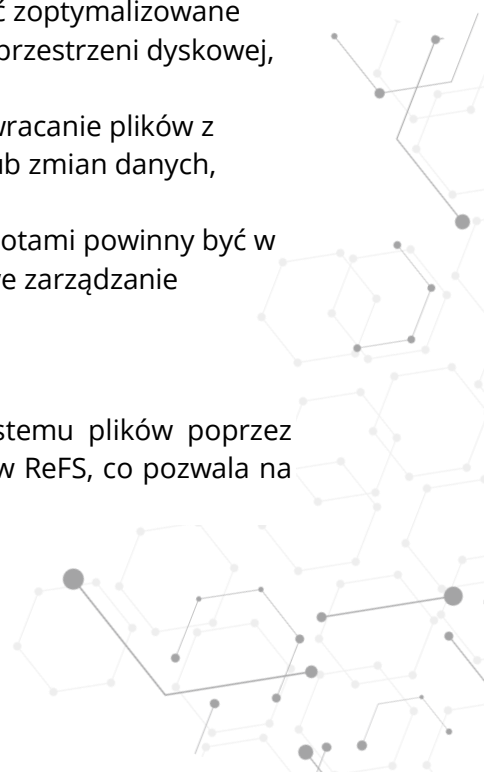 zoptymalizowane
przestrzeni dyskowej,
wracanie plików z
ub zmian danych,
otami powinny być w
we zarządzanie
stemu plików poprzez
w ReFS, co pozwala na